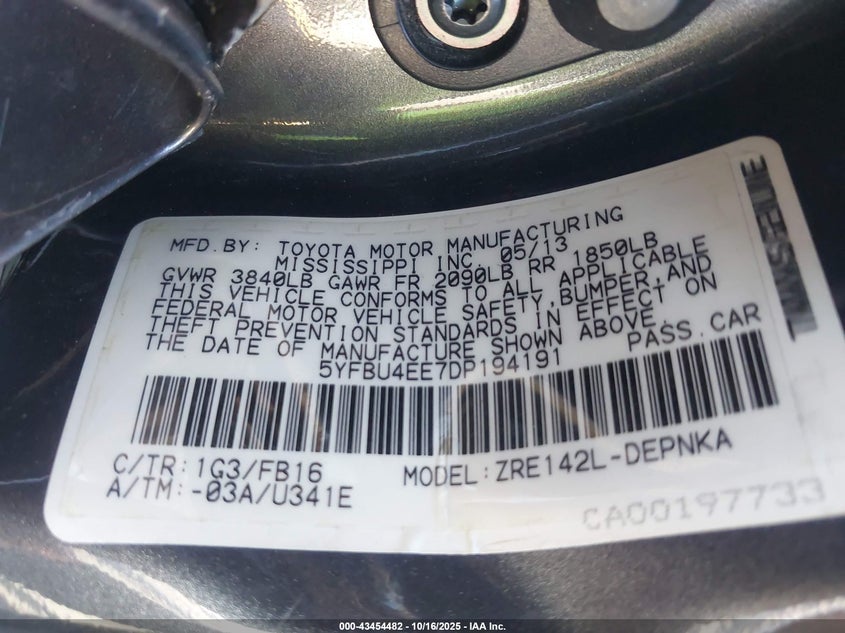 MFD.BY: TOYOTA MOTOR MANUFACTURING
MISSISSIPPI INC. 05/13
GVWR 3840LB GAWR FR 2090LB RR 1850LB
THIS VEHICLE CONFORMS TO ALL APPLICABLE
FEDERAL MOTOR VEHICLE SAFETY,BUMPER,AND
THEFT PREVENTION STANDARDS IN EFFECT ON
THE DATE OF MANUFACTURE SHOWN ABOVE.
5YFBU4EE7DP194191 PASS.CAR
C/TR:1G3/FB16 MODEL:ZRE142L-DEPNKA
A/TM:-03A/U341E
CA00197733
000-43454482 - 10/16/2025 - IAA Inc.